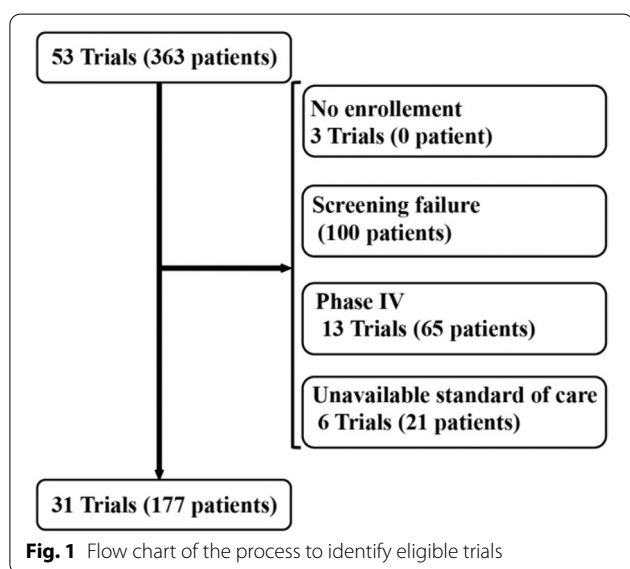 53 Trials (363 patients)
No enrollement
3 Trials (0 patient)
Screening failure
(100 patients)
Phase IV
13 Trials (65 patients)
Unavailable standard of care
6 Trials (21 patients)
31 Trials (177 patients)
Fig. 1 Flow chart of the process to identify eligible trials